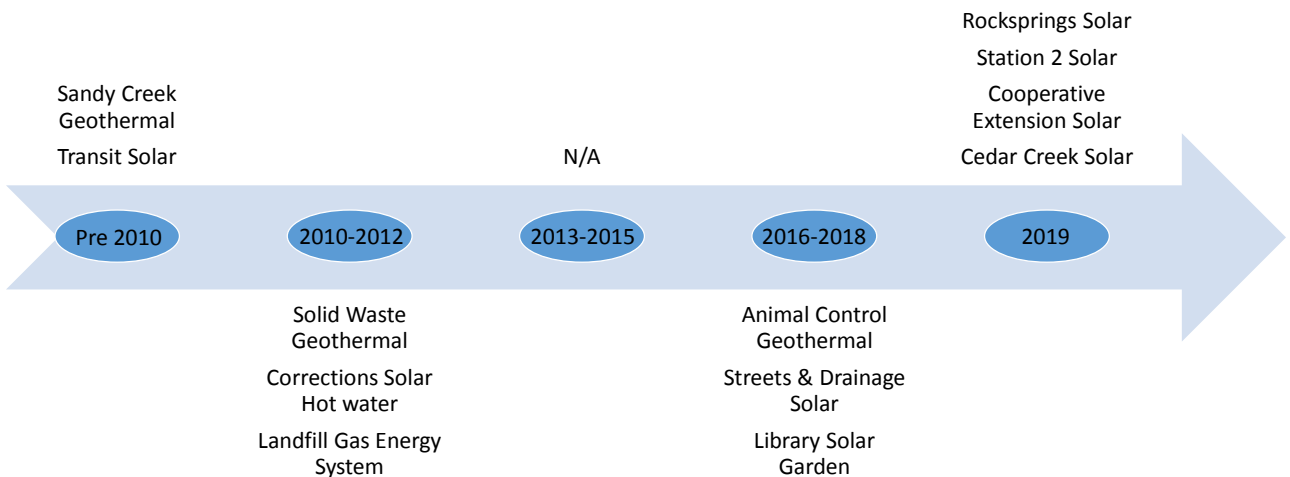 Rocksprings Solar
Station 2 Solar
Cooperative
Extension Solar
Cedar Creek Solar
Sandy Creek
Geothermal
Transit Solar
N/A
Pre 2010
2010-2012
2013-2015
2016-2018
2019
Solid Waste
Geothermal
Corrections Solar
Hot water
Landfill Gas Energy
System
Animal Control
Geothermal
Streets & Drainage
Solar
Library Solar
Garden